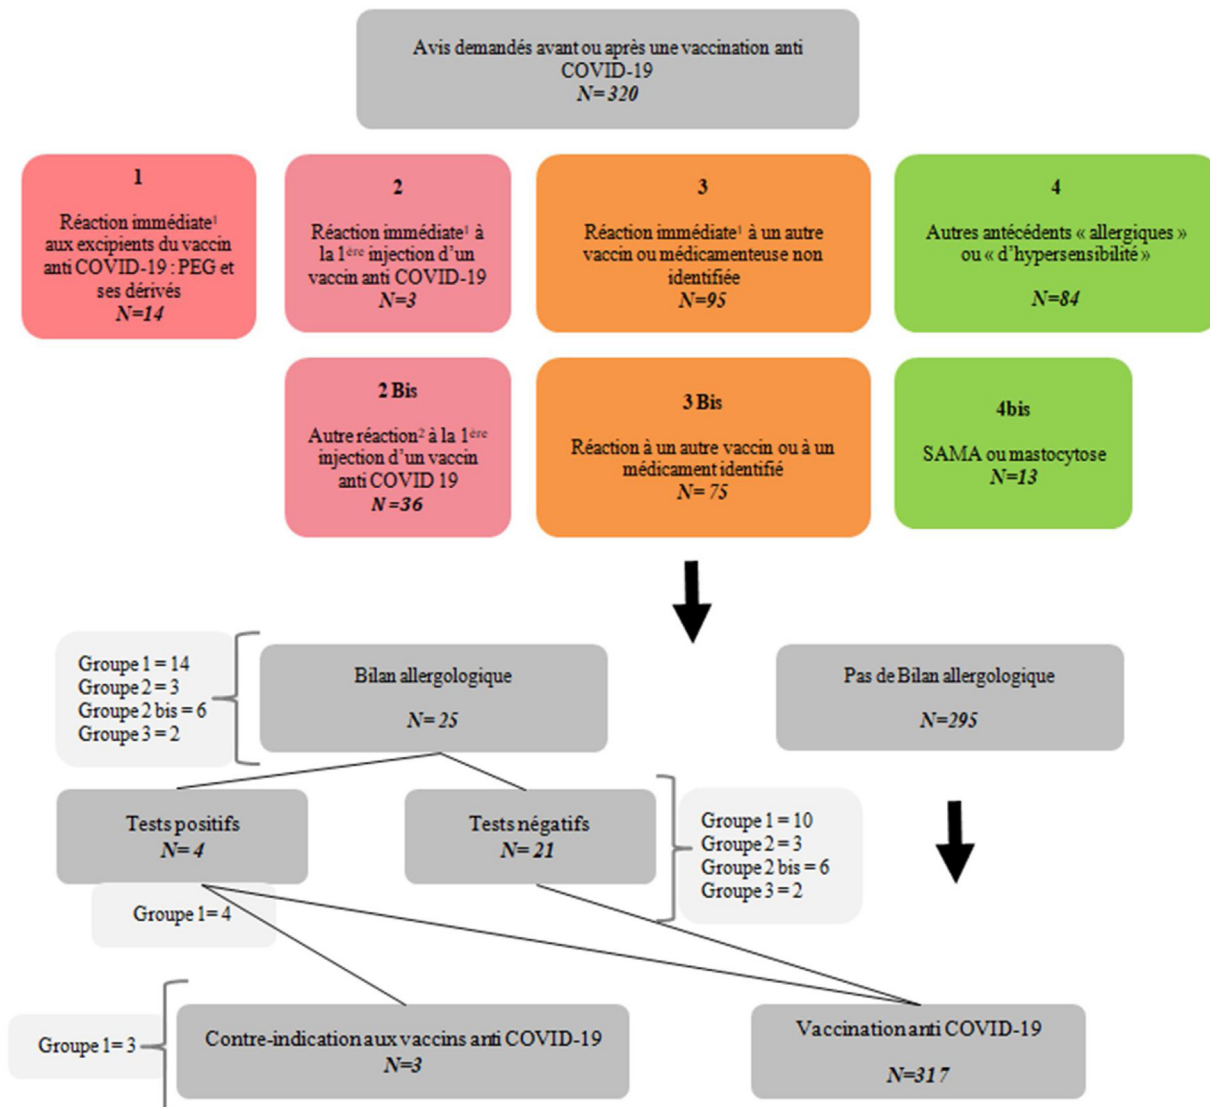 Avis demandés avant ou après une vaccination anti
COVID-19
N= 320
1
Réaction immédiate¹
aux excipients du vaccin
anti COVID-19 : PEG et
ses dérivés
N=14
2
Réaction immédiate¹ à
la 1ère injection d’un
vaccin anti COVID-19
N=3
3
Réaction immédiate¹ à un autre
vaccin ou médicamenteuse non
identifiée
N=95
4
Autres antécédents « allergiques »
ou « d’hypersensibilité »
N=84
2 Bis
Autre réaction² à la 1ère
injection d’un vaccin
anti COVID 19
N =36
3 Bis
Réaction à un autre vaccin ou à un
médicament identifié
N= 75
4bis
SAMA ou mastocytose
N=13
Groupe 1 = 14
Groupe 2 = 3
Groupe 2 bis = 6
Groupe 3 = 2
Bilan allergologique
N= 25
Pas de Bilan allergologique
N=295
Tests positifs
N= 4
Tests négatifs
N= 21
Groupe 1 = 10
Groupe 2 = 3
Groupe 2 bis = 6
Groupe 3 = 2
Groupe 1= 4
Groupe 1= 3
Contre-indication aux vaccins anti COVID-19
N=3
Vaccination anti COVID-19
N=317